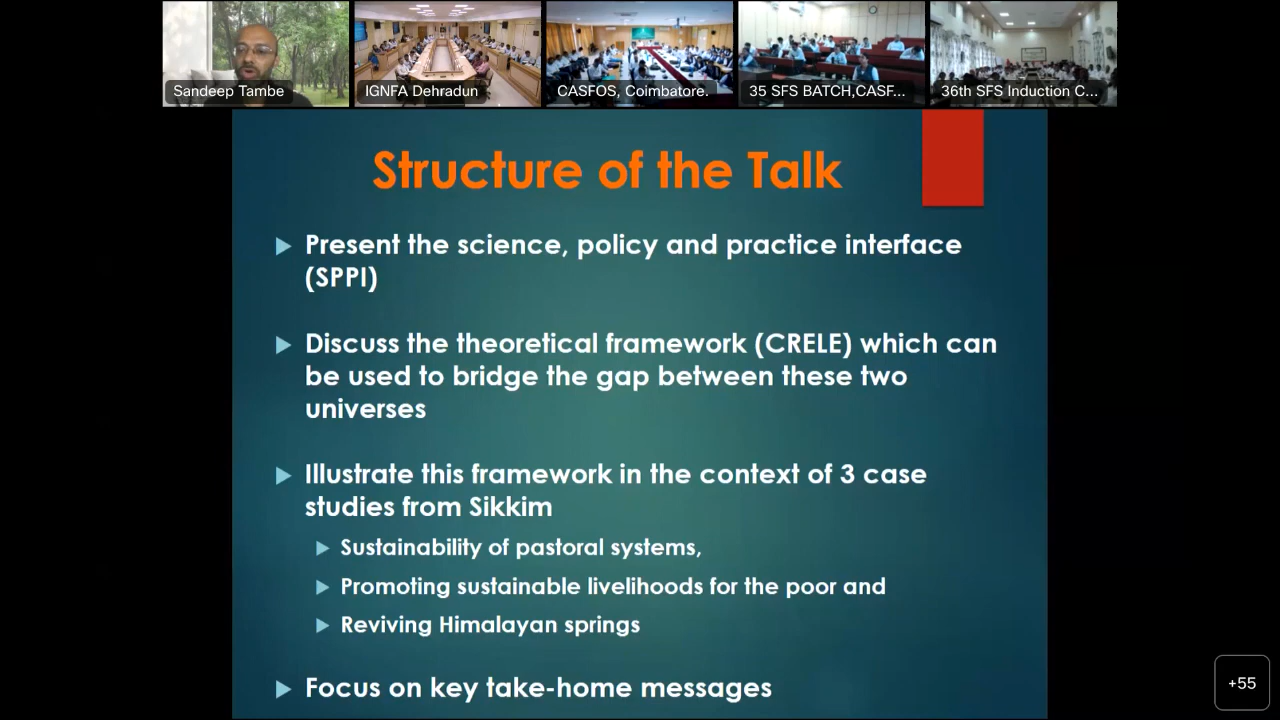 Sandeep Tambe
IGNFA Dehradun
CASFOS, Coimbatore.
35 SFS BATCH,CASF...
36th SFS Induction C...
Structure of the Talk
Present the science, policy and practice interface
(SPPI)
Discuss the theoretical framework (CRELE) which can
be used to bridge the gap between these two
universes
Illustrate this framework in the context of 3 case
studies from Sikkim
Sustainability of pastoral systems,
Promoting sustainable livelihoods for the poor and
Reviving Himalayan springs
Focus on key take-home messages
+55